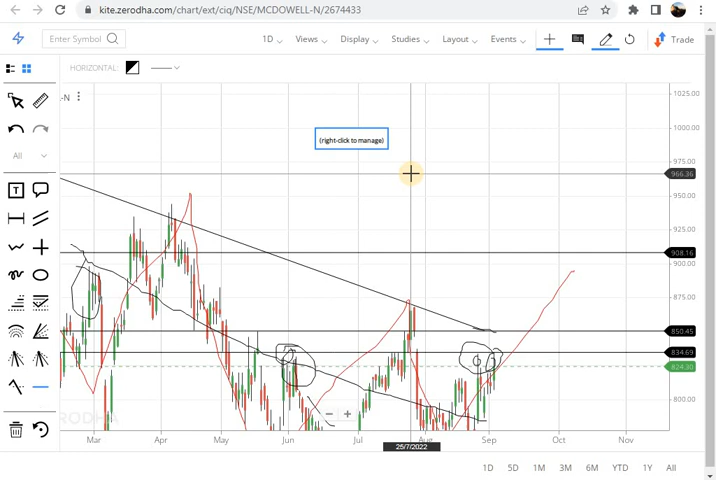 kite.zerodha.com/chart/ext/ciq/NSE/MCDOWELL-N/2674433
Enter Symbol
1D Views Display Studies Layout Events Trade
HORIZONTAL:
-N
All
(right-click to manage)
1025.00
1000.00
975.00
966.36
950.00
925.00
908.16
900.00
875.00
850.45
834.69
824.30
800.00
Mar Apr May Jun Jul Aug Sep Oct Nov
25/7/2022
1D 5D 1M 3M 6M YTD 1Y All